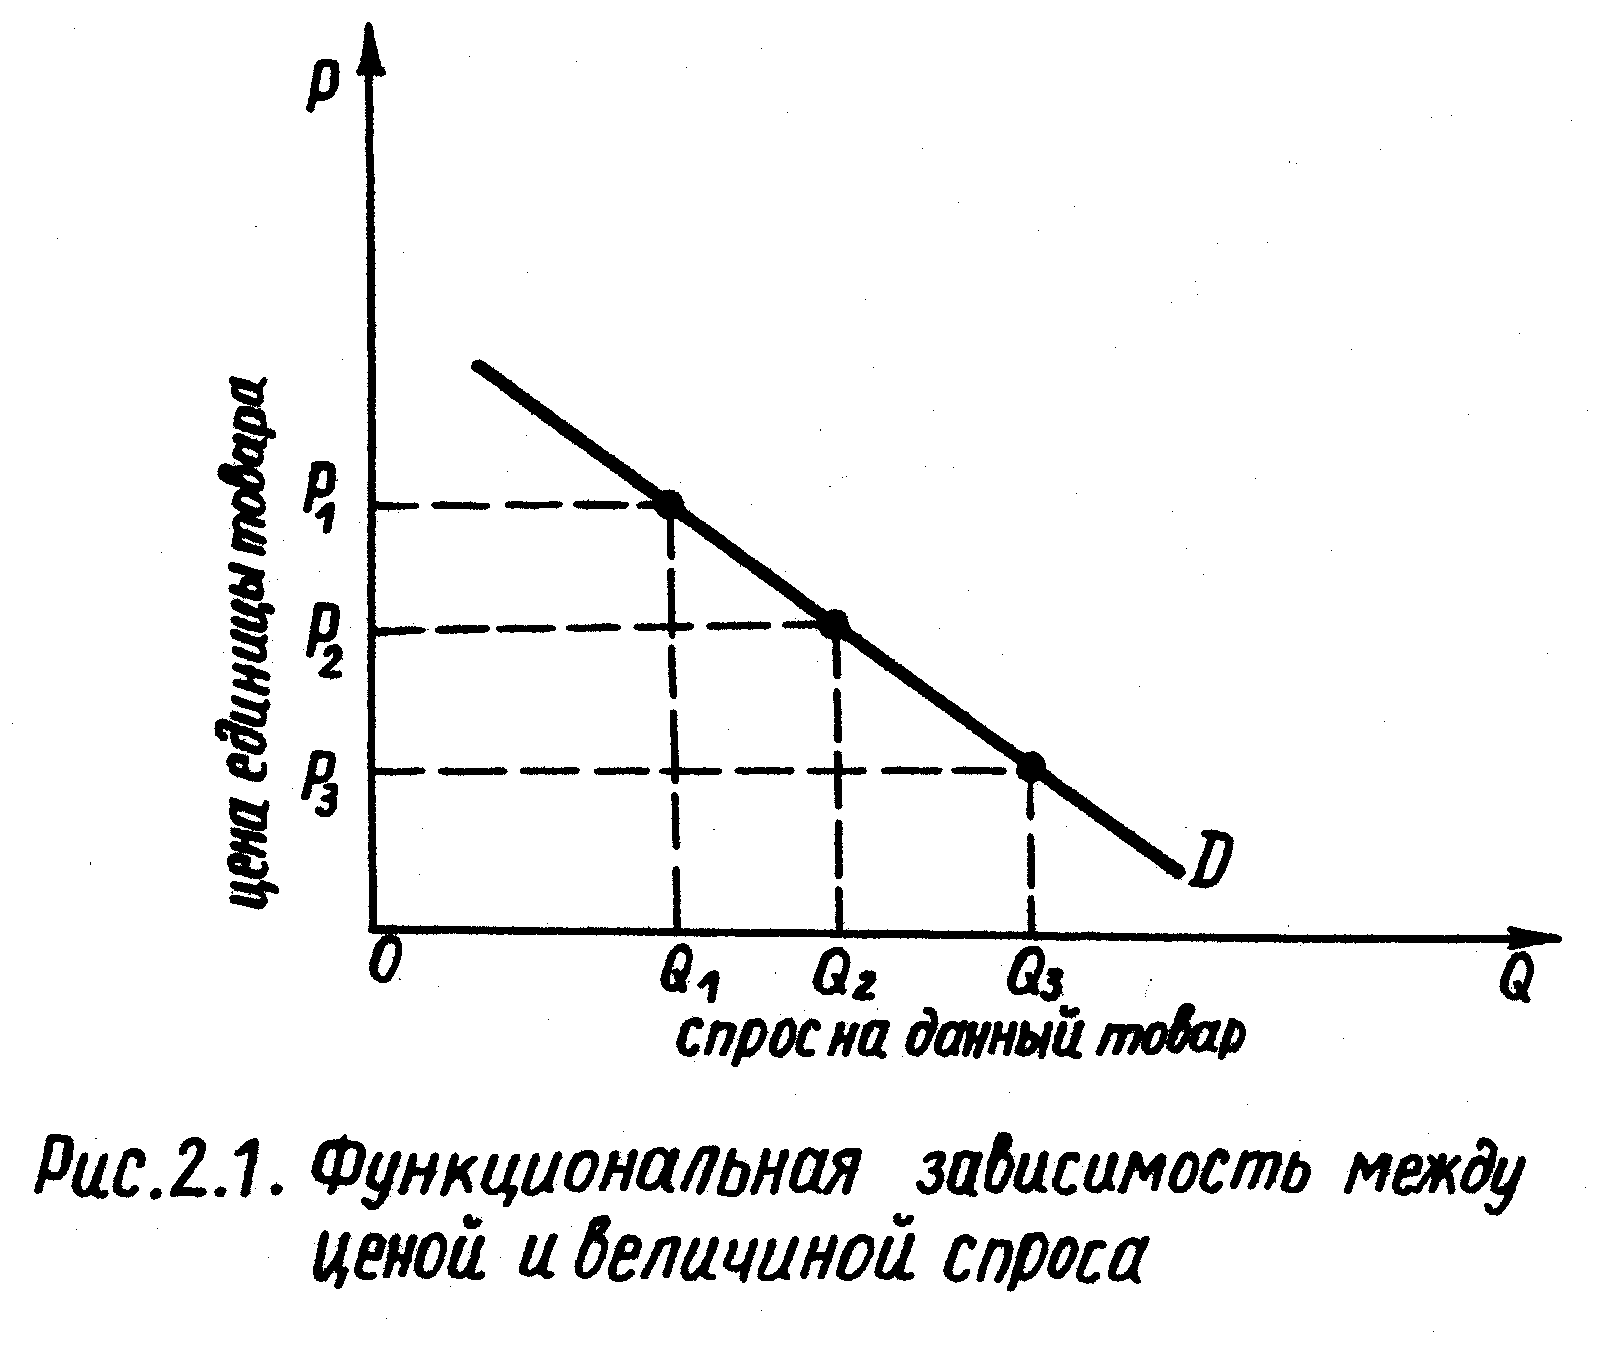 P
цена единицы товара
P1
P2
P3
D
O
Q1
Q2
Q3
Q
спрос на данный товар
Рис.2.1. Функциональная зависимость между
ценой и величиной спроса